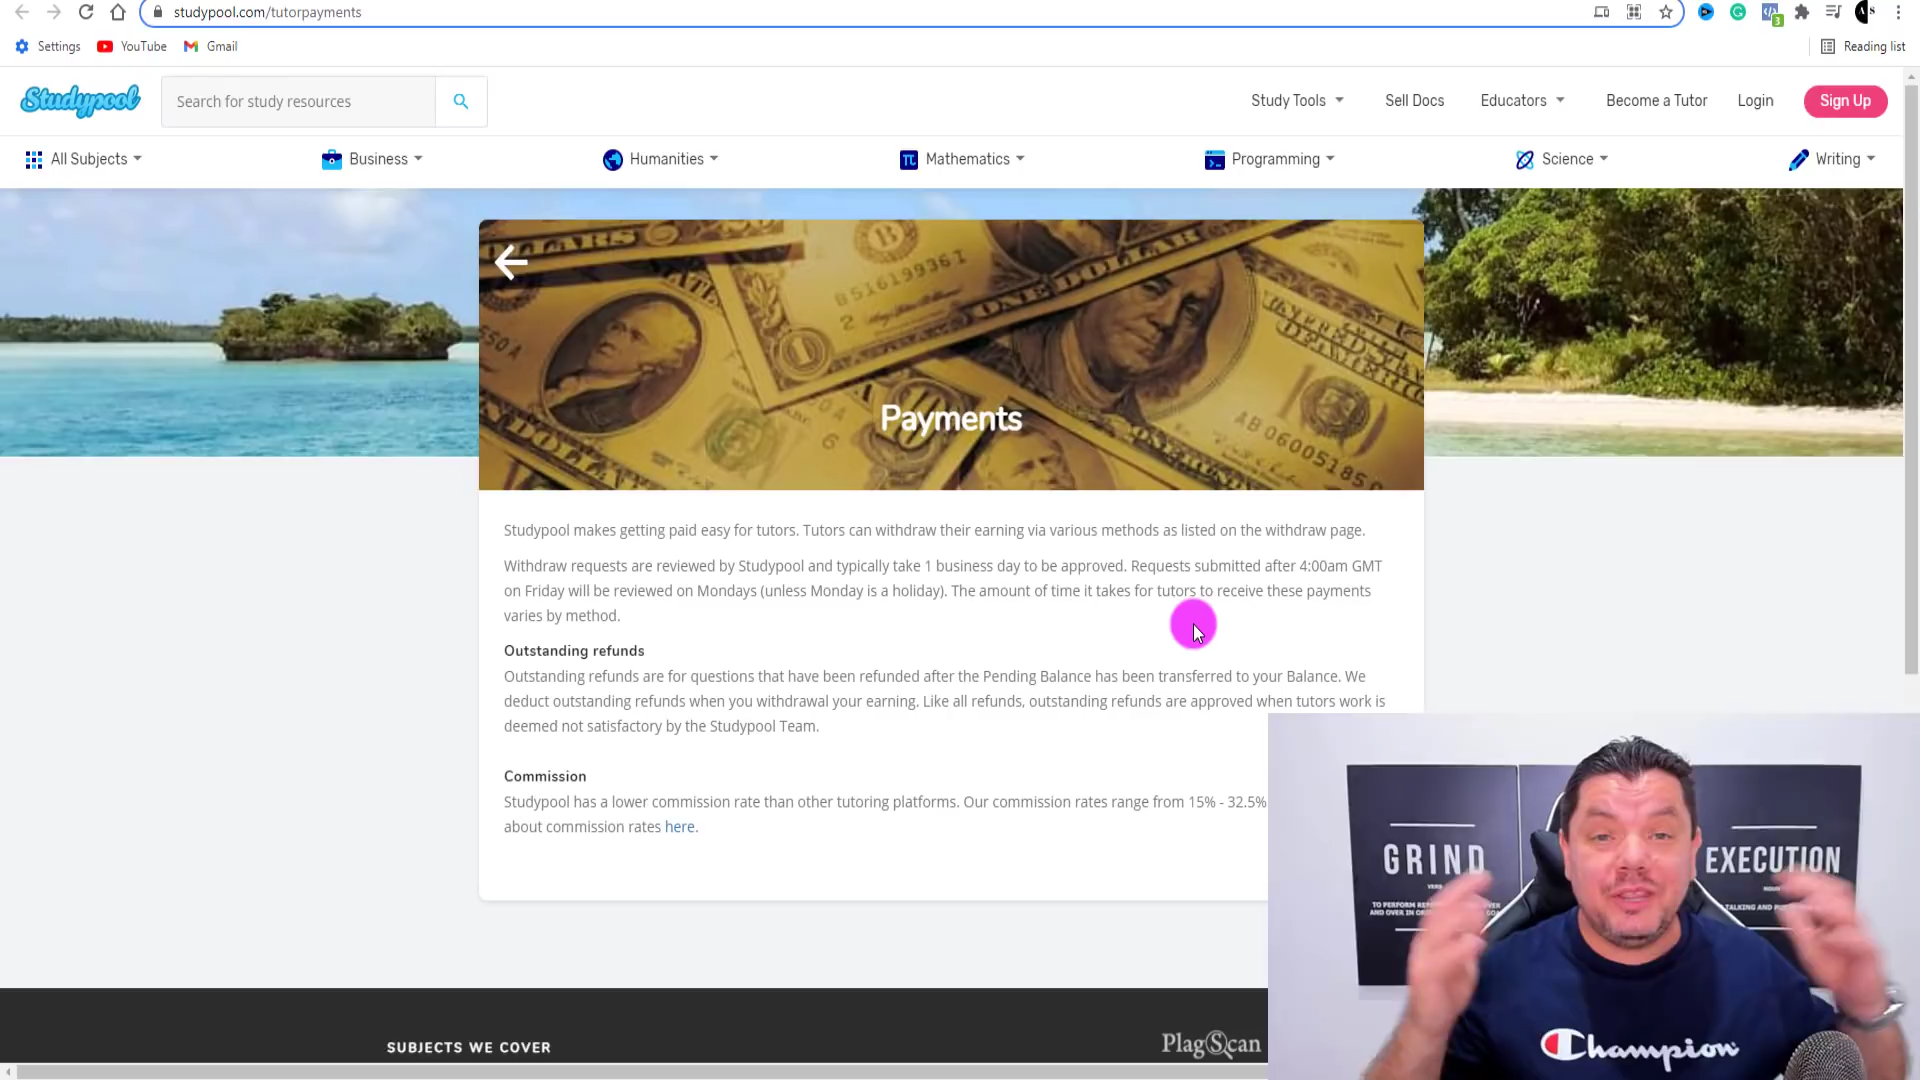 studypool.com/tutorpayments
Settings YouTube Gmail Reading list
Studypool Search for study resources Study Tools Sell Docs Educators Become a Tutor Login Sign Up
All Subjects Business Humanities Mathematics Programming Science Writing
Payments
Studypool makes getting paid easy for tutors. Tutors can withdraw their earning via various methods as listed on the withdraw page.
Withdraw requests are reviewed by Studypool and typically take 1 business day to be approved. Requests submitted after 4:00am GMT
on Friday will be reviewed on Mondays (unless Monday is a holiday). The amount of time it takes for tutors to receive these payments
varies by method.
Outstanding refunds
Outstanding refunds are for questions that have been refunded after the Pending Balance has been transferred to your Balance. We
deduct outstanding refunds when you withdrawal your earning. Like all refunds, outstanding refunds are approved when tutors work is
deemed not satisfactory by the Studypool Team.
Commission
Studypool has a lower commission rate than other tutoring platforms. Our commission rates range from 15% - 32.5%
about commission rates here.
GRIND
VERB
EXECUTION
NOUN
Champion
SUBJECTS WE COVER
PlagScan